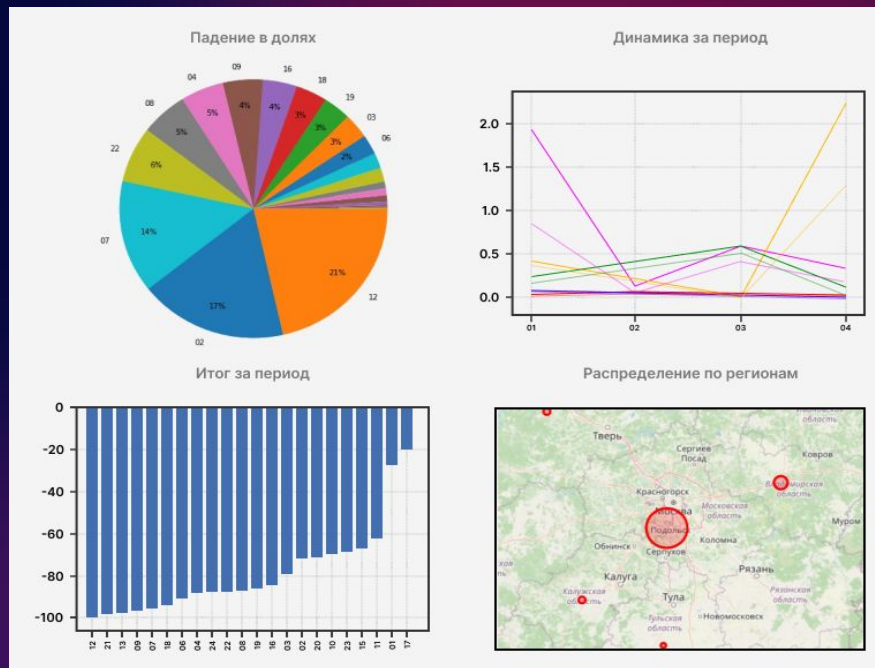 Падение в долях
09
16
04
18
08
19
03
06
22
07
12
02
5%
4%
4%
3%
5%
3%
3%
2%
6%
14%
21%
17%
Динамика за период
2.0
1.5
1.0
0.5
0.0
01 02 03 04
Итог за период
0
-20
-40
-60
-80
-100
12 21 13 09 07 18 06 04 24 22 08 19 16 03 02 20 10 23 15 11 01 17
Распределение по регионам
Тверь
Сергиев
Посад
Ковров
Красногорск
Владимирская
область
Москва
Московская
область
Муром
Подольск
Коломна
Обнинск
Серпухов
Рязань
Калуга
Рязанская
область
Калужская
область
Тула
Тульская
область
Новомосковск